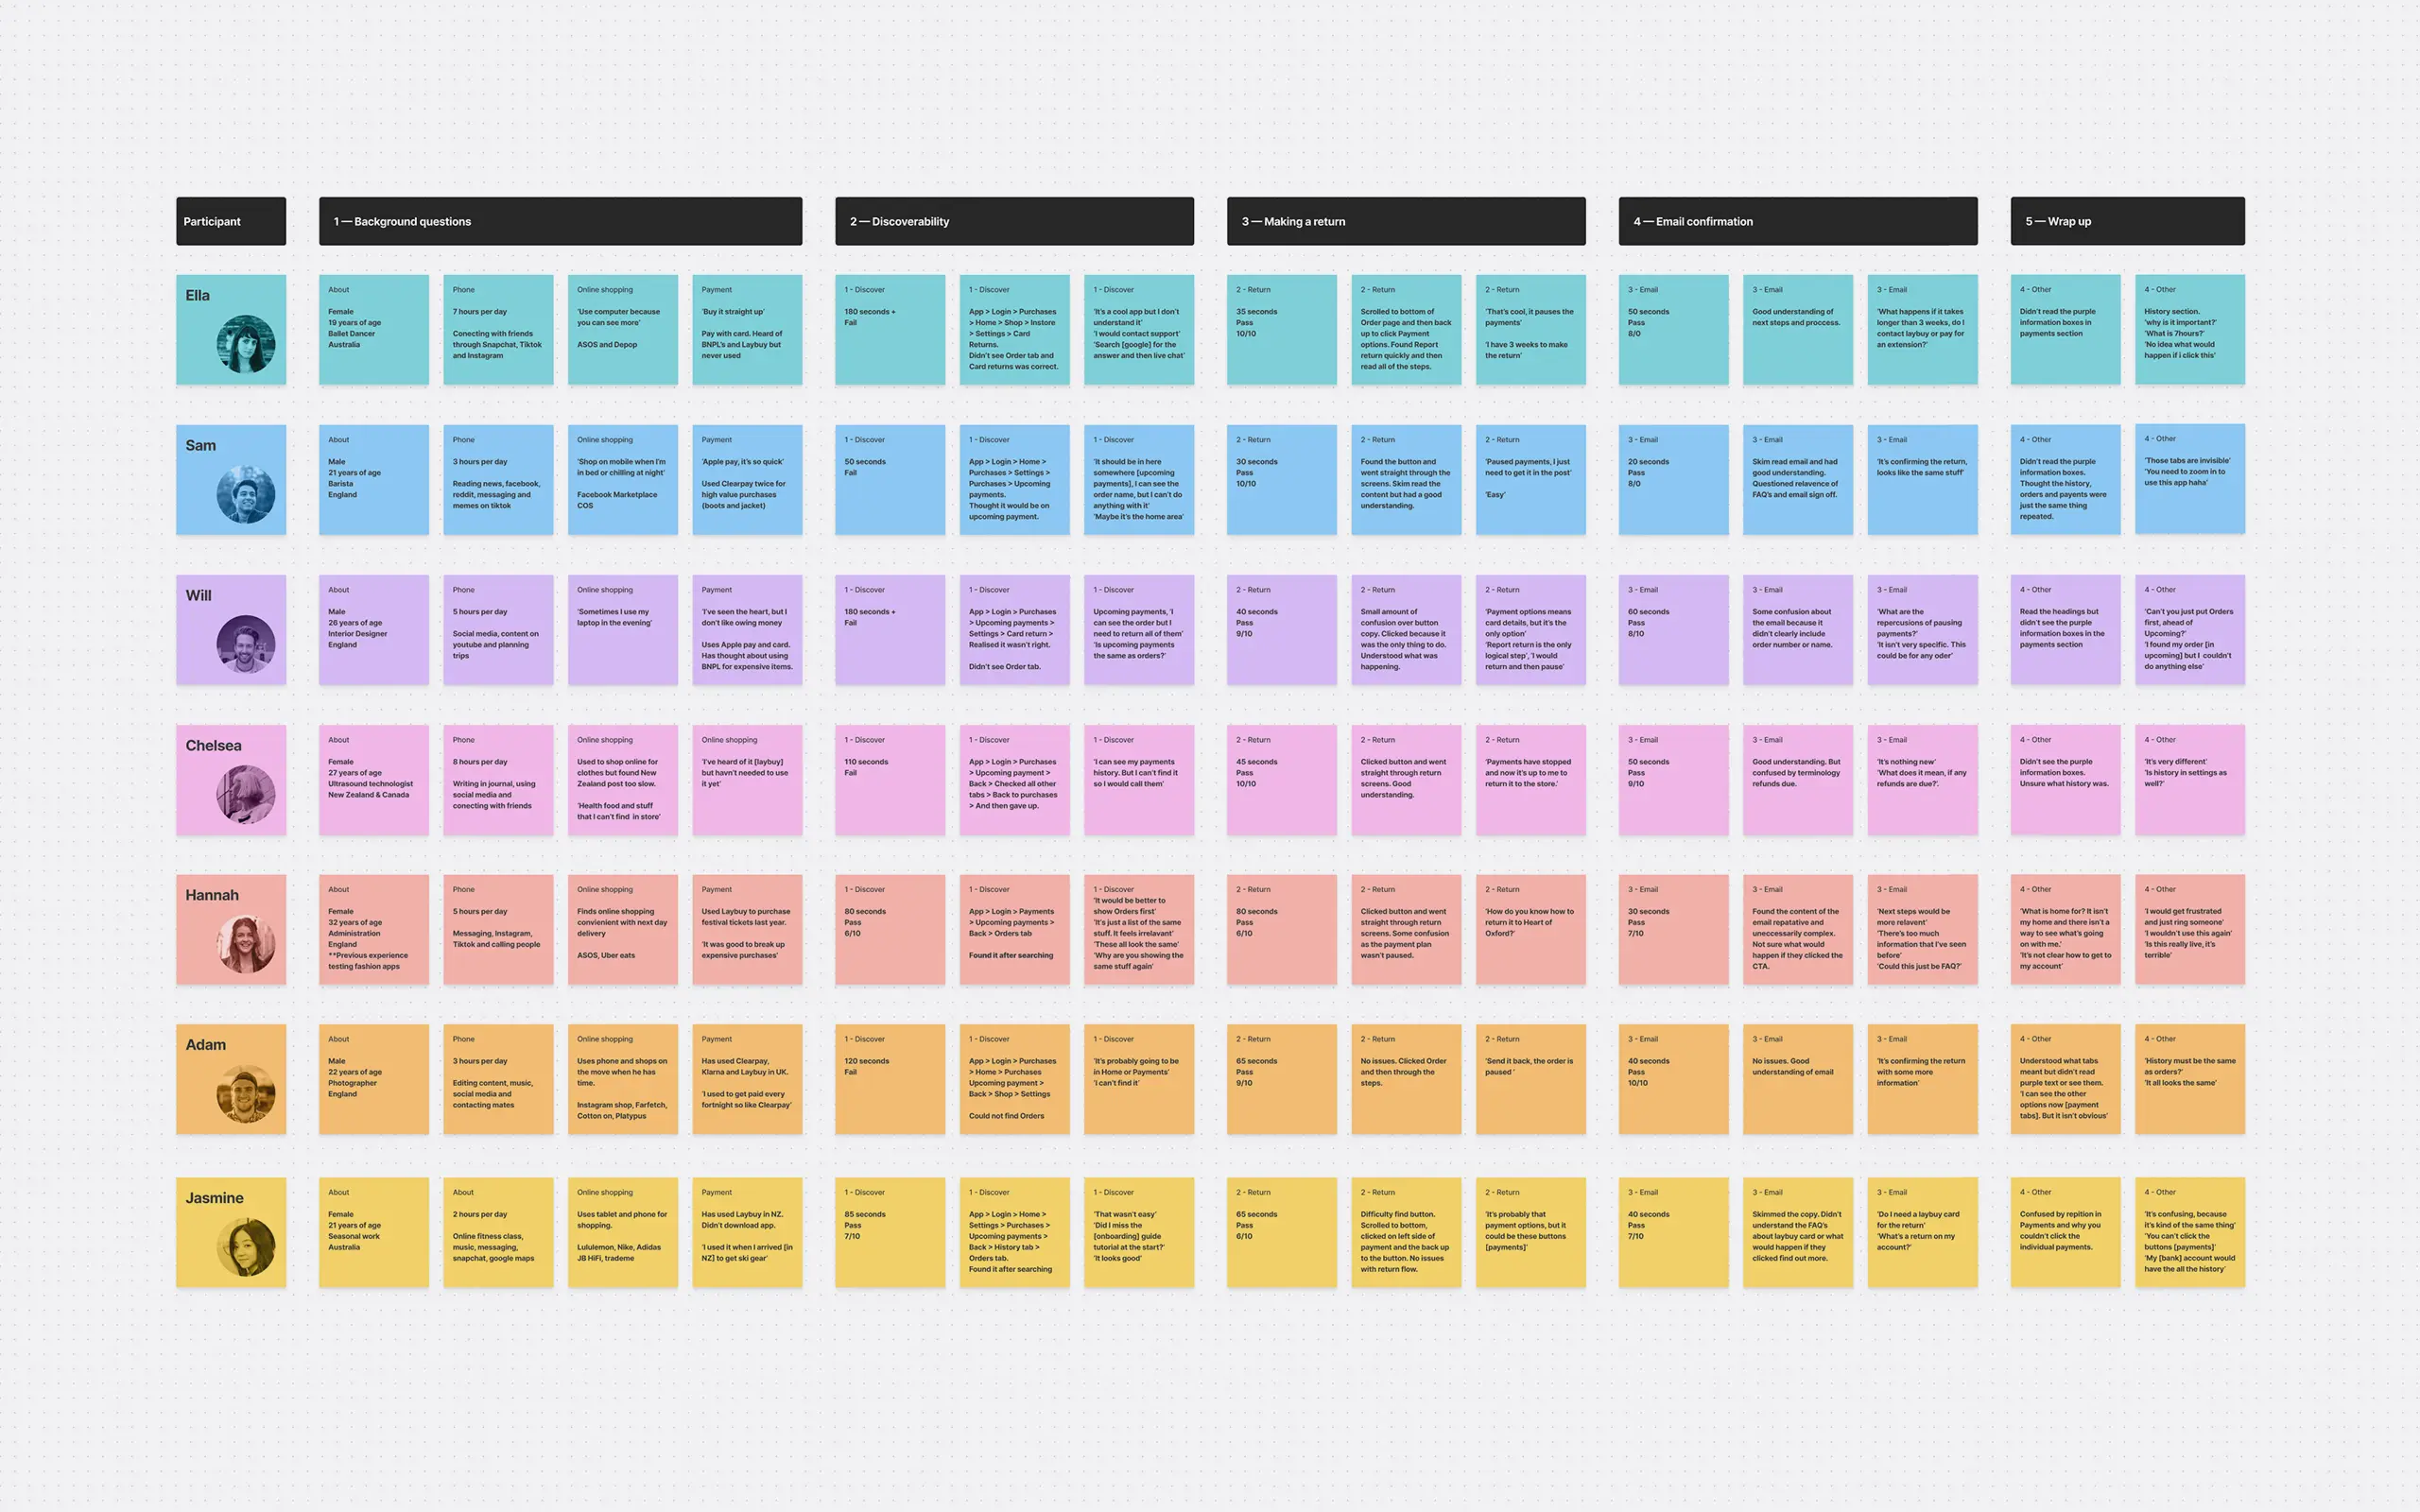 Participant
1 — Background questions
2 — Discoverability
3 — Making a return
4 — Email confirmation
5 — Wrap up
Ella
About
Female
19 years of age
Ballet Dancer
Australia
Phone
7 hours per day
Conecting with friends
through Snapchat, Tiktok
and Instagram
Online shopping
'Use computer because
you can see more'
ASOS and Depop
Payment
'Buy it straight up'
Pay with card. Heard of
BNPL's and Laybuy but
never used
1 - Discover
180 seconds +
Fail
1 - Discover
App > Login > Purchases
> Home > Shop > Instore
> Settings > Card
Returns.
Didn't see Order tab and
Card returns was correct.
1 - Discover
'It's a cool app but I don't
understand it'
'I would contact support'
'Search [google] for the
answer and then live chat'
2 - Return
35 seconds
Pass
10/10
2 - Return
Scrolled to bottom of
Order page and then back
up to click Payment
options. Found Report
return quickly and then
read all of the steps.
2 - Return
'That's cool, it pauses the
payments'
'I have 3 weeks to make
the return'
3 - Email
50 seconds
Pass
8/0
3 - Email
Good understanding of
next steps and proccess.
3 - Email
'What happens if it takes
longer than 3 weeks, do I
contact laybuy or pay for
an extension?'
4 - Other
Didn't read the purple
information boxes in
payments section
4 - Other
History section.
'why is it important?'
'What is 7hours?'
'No idea what would
happen if i click this'
Sam
About
Male
21 years of age
Barista
England
Phone
3 hours per day
Reading news, facebook,
reddit, messaging and
memes on tiktok
Online shopping
'Shop on mobile when I'm
in bed or chilling at night'
Facebook Marketplace
COS
Payment
'Apple pay, it's so quick'
Used Clearpay twice for
high value purchases
(boots and jacket)
1 - Discover
50 seconds
Fail
1 - Discover
App > Login > Home >
Purchases > Settings >
Purchases > Upcoming
payments.
Thought it would be on
upcoming payment.
1 - Discover
'It should be in here
somewhere [upcoming
payments], I can see the
order name, but I can't do
anything with it'
'Maybe it's the home area'
2 - Return
30 seconds
Pass
10/10
2 - Return
Found the button and
went straight through the
screens. Skim read the
content but had a good
understanding.
2 - Return
'Paused payments, I just
need to get it in the post'
'Easy'
3 - Email
20 seconds
Pass
8/0
3 - Email
Skim read email and had
good understanding.
Questioned relavence of
FAQ's and email sign off.
3 - Email
'It's confirming the return,
looks like the same stuff'
4 - Other
Didn't read the purple
information boxes.
Thought the history,
orders and payents were
just the same thing
repeated.
4 - Other
'Those tabs are invisible'
'You need to zoom in to
use this app haha'
Will
About
Male
26 years of age
Interior Designer
England
Phone
5 hours per day
Social media, content on
youtube and planning
trips
Online shopping
'Sometimes I use my
laptop in the evening'
Payment
'I've seen the heart, but I
don't like owing money
Uses Apple pay and card.
Has thought about using
BNPL for expensive items.
1 - Discover
180 seconds +
Fail
1 - Discover
App > Login > Purchases
> Upcoming payments >
Settings > Card return >
Realised it wasn't right.
Didn't see Order tab.
1 - Discover
Upcoming payments, 'I
can see the order but I
need to return all of them'
'Is upcoming payments
the same as orders?'
2 - Return
40 seconds
Pass
9/10
2 - Return
Small amount of
confusion over button
copy. Clicked because it
was the only thing to do.
Understood what was
happening.
2 - Return
'Payment options means
card details, but it's the
only option'
'Report return is the only
logical step', 'I would
return and then pause'
3 - Email
60 seconds
Pass
8/10
3 - Email
Some confusion about
the email because it
didn't clearly include
order number or name.
3 - Email
'What are the
repercusions of pausing
payments?'
'It isn't very specific. This
could be for any oder'
4 - Other
Read the headings but
didn't see the purple
information boxes in the
payments section
4 - Other
'Can't you just put Orders
first, ahead of
Upcoming?'
'I found my order [in
upcoming] but I couldn't
do anything else'
Chelsea
About
Female
27 years of age
Ultrasound technologist
New Zealand & Canada
Phone
8 hours per day
Writing in journal, using
social media and
conecting with friends
Online shopping
Used to shop online for
clothes but found New
Zealand post too slow.
'Health food and stuff
that I can't find in store'
Online shopping
'I've heard of it [laybuy]
but havn't needed to use
it yet'
1 - Discover
110 seconds
Fail
1 - Discover
App > Login > Purchases
> Upcoming payment >
Back > Checked all other
tabs > Back to purchases
> And then gave up.
1 - Discover
'I can see my payments
history. But I can't find it
so I would call them'
2 - Return
45 seconds
Pass
10/10
2 - Return
Clicked button and went
straight through return
screens. Good
understanding.
2 - Return
'Payments have stopped
and now it's up to me to
return it to the store.'
3 - Email
50 seconds
Pass
9/10
3 - Email
Good understanding. But
confused by terminology
refunds due.
3 - Email
'It's nothing new'
'What does it mean, if any
refunds are due?'.
4 - Other
Didn't see the purple
information boxes.
Unsure what history was.
4 - Other
'It's very different'
'Is history in settings as
well?'
Hannah
About
Female
32 years of age
Administration
England
**Previous experience
testing fashion apps
Phone
5 hours per day
Messaging, Instagram,
Tiktok and calling people
Online shopping
Finds online shopping
convienient with next day
delivery
ASOS, Uber eats
Payment
Used Laybuy to purchase
festival tickets last year.
'It was good to break up
expensive purchases'
1 - Discover
80 seconds
Pass
6/10
1 - Discover
App > Login > Payments
> Upcoming payments >
Back > Orders tab
Found it after searching
1 - Discover
'It would be better to
show Orders first'
'It's just a list of the same
stuff. It feels irrelavant'
'These all look the same'
'Why are you showing the
same stuff again'
2 - Return
80 seconds
Pass
6/10
2 - Return
Clicked button and went
straight through return
screens. Some confusion
as the payment plan
wasn't paused.
2 - Return
'How do you know how to
return it to Heart of
Oxford?'
3 - Email
30 seconds
Pass
7/10
3 - Email
Found the content of the
email repatative and
uneccessarily complex.
Not sure what would
happen if they clicked the
CTA.
3 - Email
'Next steps would be
more relavent'
'There's too much
information that I've seen
before'
'Could this just be FAQ?'
4 - Other
'What is home for? It isn't
my home and there isn't a
way to see what's going
on with me.'
'It's not clear how to get to
my account'
4 - Other
'I would get frustrated
and just ring someone'
'I wouldn't use this again'
'Is this really live, it's
terrible'
Adam
About
Male
22 years of age
Photographer
England
Phone
3 hours per day
Editing content, music,
social media and
contacting mates
Online shopping
Uses phone and shops on
the move when he has
time.
Instagram shop, Farfetch,
Cotton on, Platypus
Payment
Has used Clearpay,
Klarna and Laybuy in UK.
'I used to get paid every
fortnight so like Clearpay'
1 - Discover
120 seconds
Fail
1 - Discover
App > Login > Purchases
> Home > Purchases
Upcoming payment >
Back > Shop > Settings
Could not find Orders
1 - Discover
'It's probably going to be
in Home or Payments'
'I can't find it'
2 - Return
65 seconds
Pass
9/10
2 - Return
No issues. Clicked Order
and then through the
steps.
2 - Return
'Send it back, the order is
paused '
3 - Email
40 seconds
Pass
10/10
3 - Email
No issues. Good
understanding of email
3 - Email
'It's confirming the return
with some more
information'
4 - Other
Understood what tabs
meant but didn't read
purple text or see them.
'I can see the other
options now [payment
tabs]. But it isn't obvious'
4 - Other
'History must be the same
as orders?'
'It all looks the same'
Jasmine
About
Female
21 years of age
Seasonal work
Australia
About
2 hours per day
Online fitness class,
music, messaging,
snapchat, google maps
Online shopping
Uses tablet and phone for
shopping.
Lululemon, Nike, Adidas
JB HiFi, trademe
Payment
Has used Laybuy in NZ.
Didn't download app.
'I used it when I arrived [in
NZ] to get ski gear'
1 - Discover
85 seconds
Pass
7/10
1 - Discover
App > Login > Home >
Settings > Purchases >
Upcoming payments >
Back > History tab >
Orders tab.
Found it after searching
1 - Discover
'That wasn't easy'
'Did I miss the
[onboarding] guide
tutorial at the start?'
'It looks good'
2 - Return
65 seconds
Pass
6/10
2 - Return
Difficulty find button.
Scrolled to bottom,
clicked on left side of
payment and the back up
to the button. No issues
with return flow.
2 - Return
'It's probably that
payment options, but it
could be these buttons
[payments]'
3 - Email
40 seconds
Pass
7/10
3 - Email
Skimmed the copy. Didn't
understand the FAQ's
about laybuy card or what
would happen if they
clicked find out more.
3 - Email
'Do I need a laybuy card
for the return'
'What's a return on my
account?'
4 - Other
Confused by repition in
Payments and why you
couldn't click the
individual payments.
4 - Other
'It's confusing, because
it's kind of the same thing'
'You can't click the
buttons [payments]'
'My [bank] account would
have the all the history'